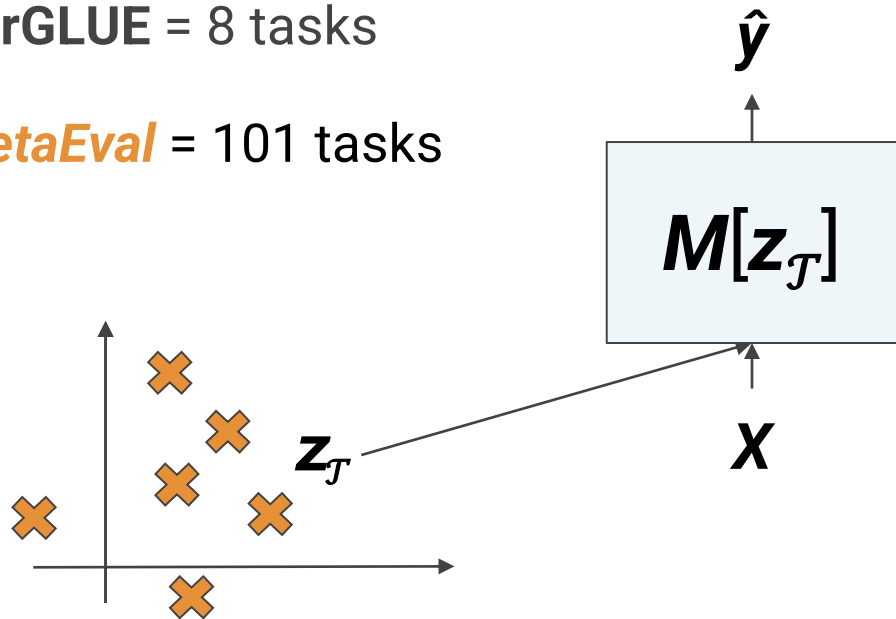 rGLUE = 8 tasks
etaEval = 101 tasks
ŷ
M[z𝒯]
z𝒯
X